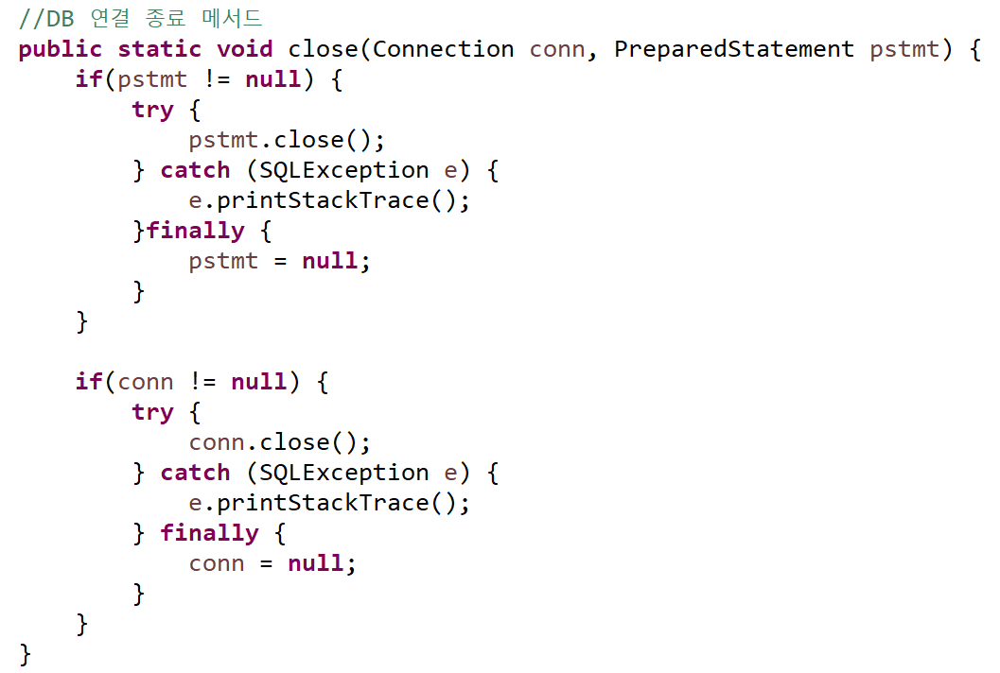 //DB 연결 종료 메서드
public static void close(Connection conn, PreparedStatement pstmt) {
    if(pstmt != null) {
        try {
            pstmt.close();
        } catch (SQLException e) {
            e.printStackTrace();
        }finally {
            pstmt = null;
        }
    }

    if(conn != null) {
        try {
            conn.close();
        } catch (SQLException e) {
            e.printStackTrace();
        } finally {
            conn = null;
        }
    }
}